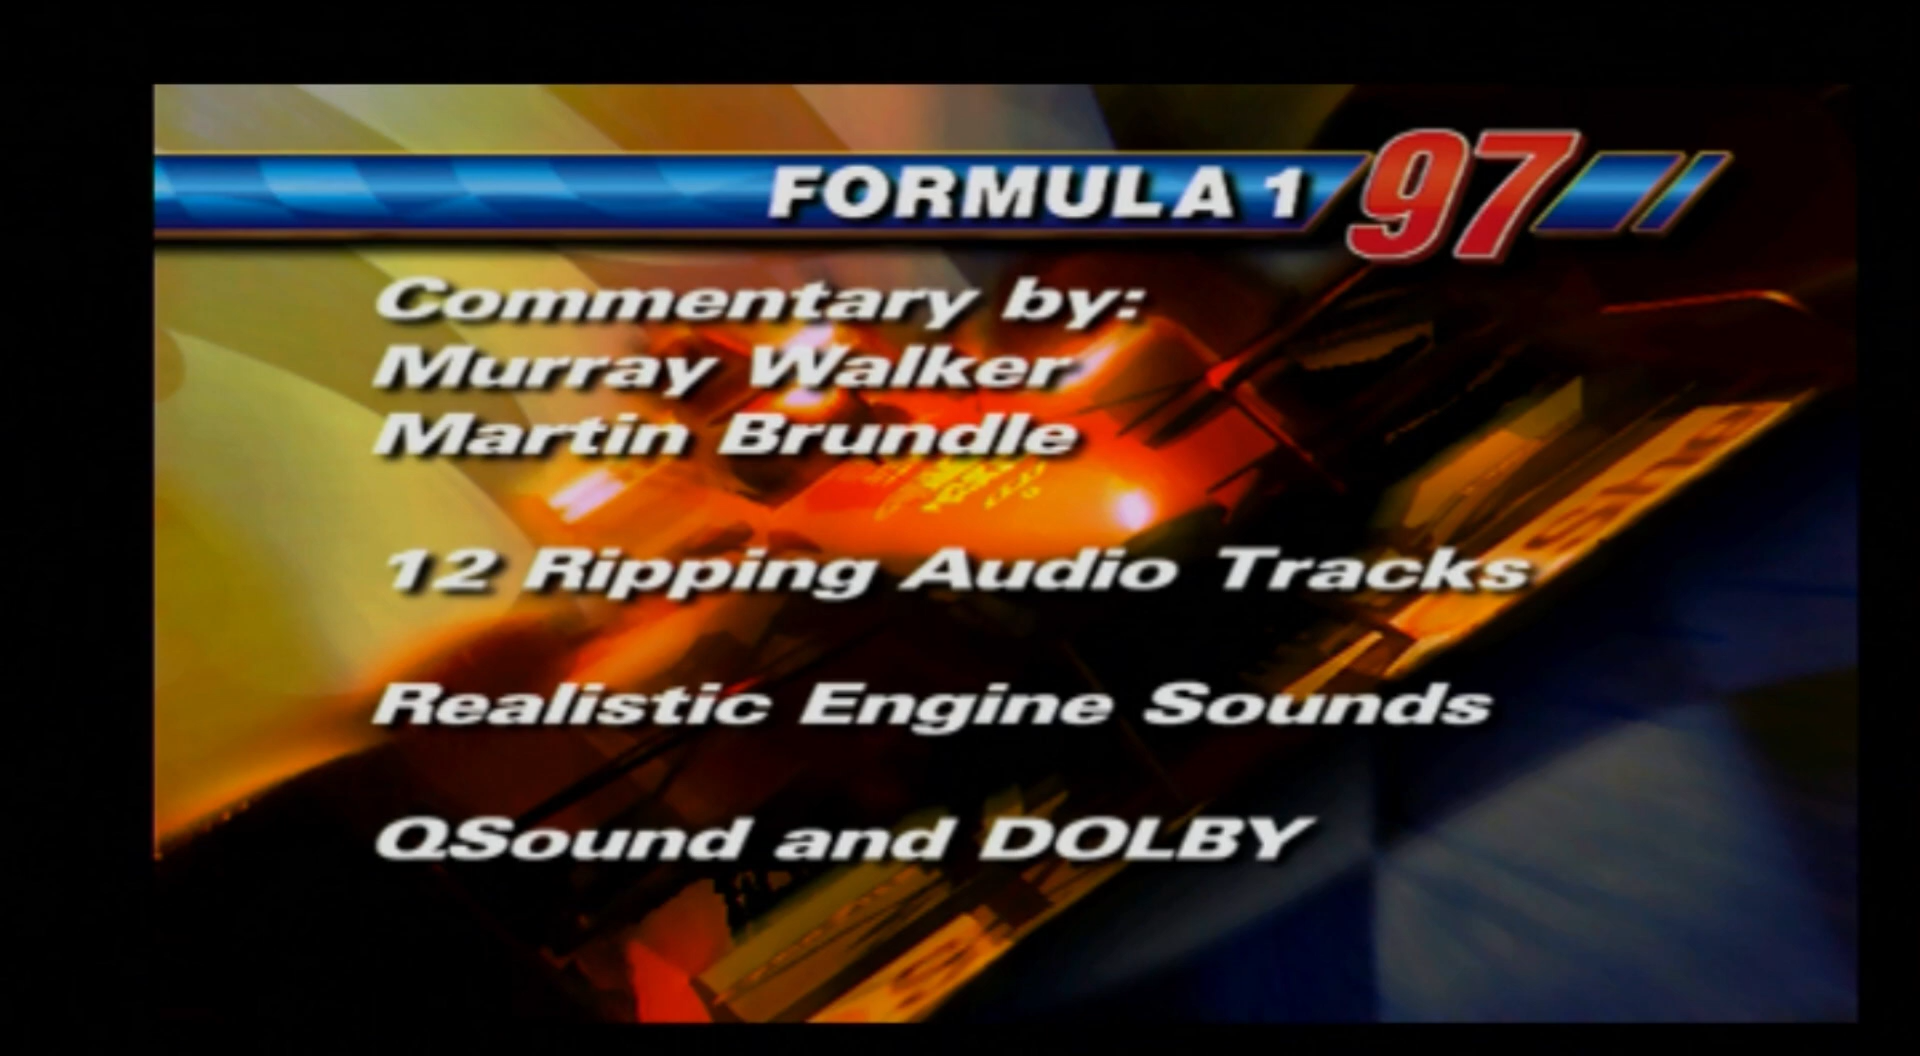 FORMULA 1 97
Commentary by:
Murray Walker
Martin Brundle
12 Ripping Audio Tracks
Realistic Engine Sounds
QSound and DOLBY